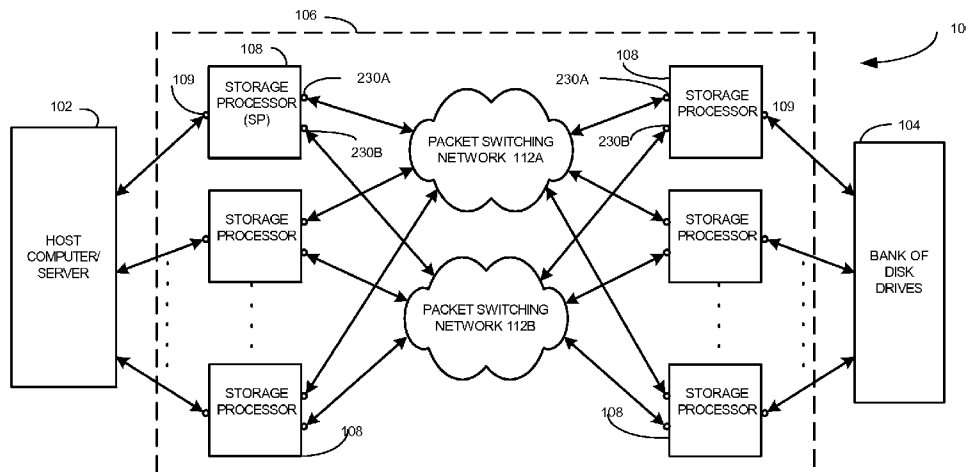 106
10
108
108
102
230A
230A
109
STORAGE
PROCESSOR
(SP)
STORAGE
PROCESSOR
109
104
PACKET SWITCHING
NETWORK 112A
230B
230B
HOST
COMPUTER/
SERVER
STORAGE
PROCESSOR
STORAGE
PROCESSOR
BANK OF
DISK
DRIVES
PACKET SWITCHING
NETWORK 112B
STORAGE
PROCESSOR
STORAGE
PROCESSOR
108
108